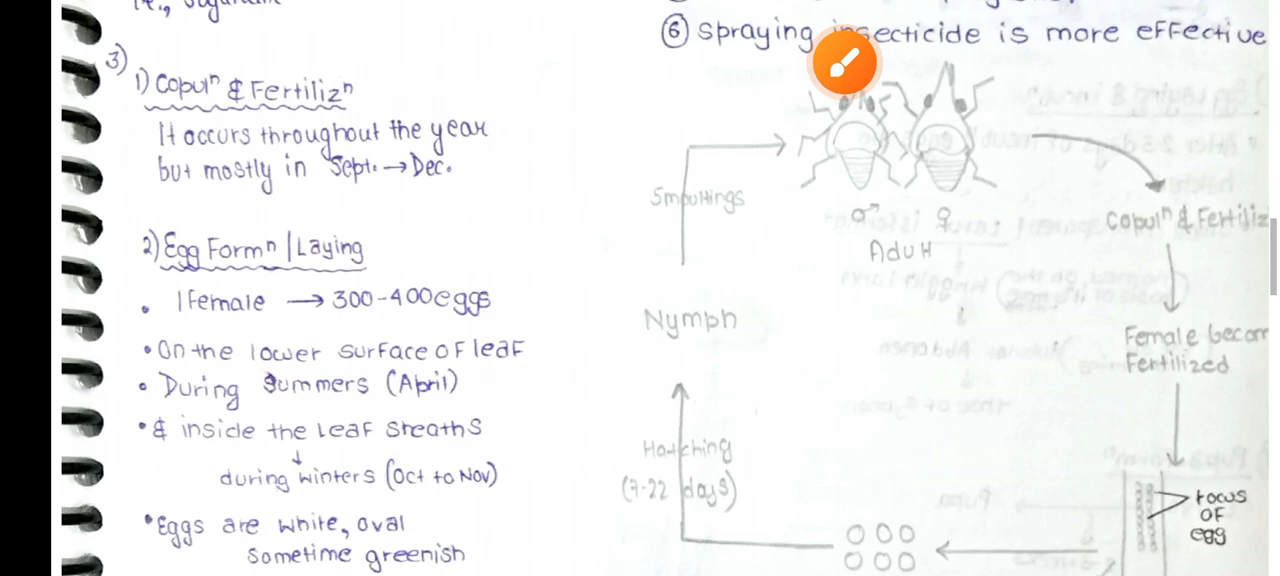 i.e., Sugarcane
3)
1) Copulⁿ & Fertilizⁿ
It occurs throughout the year
but mostly in Sept. → Dec.
2) Egg Formⁿ / Laying
• 1 Female → 300-400 eggs
• On the lower surface of leaf
• During Summers (April)
• & inside the leaf sheaths
↓
during winters (Oct to Nov)
• Eggs are white, oval
sometime greenish
⑥ Spraying insecticide is more effective
♂ ♀
Adult
Copulⁿ & Fertiliz
Female becom
Fertilized
Focus
of
egg
Hatching
(7-22 days)
Nymph
5 moultings